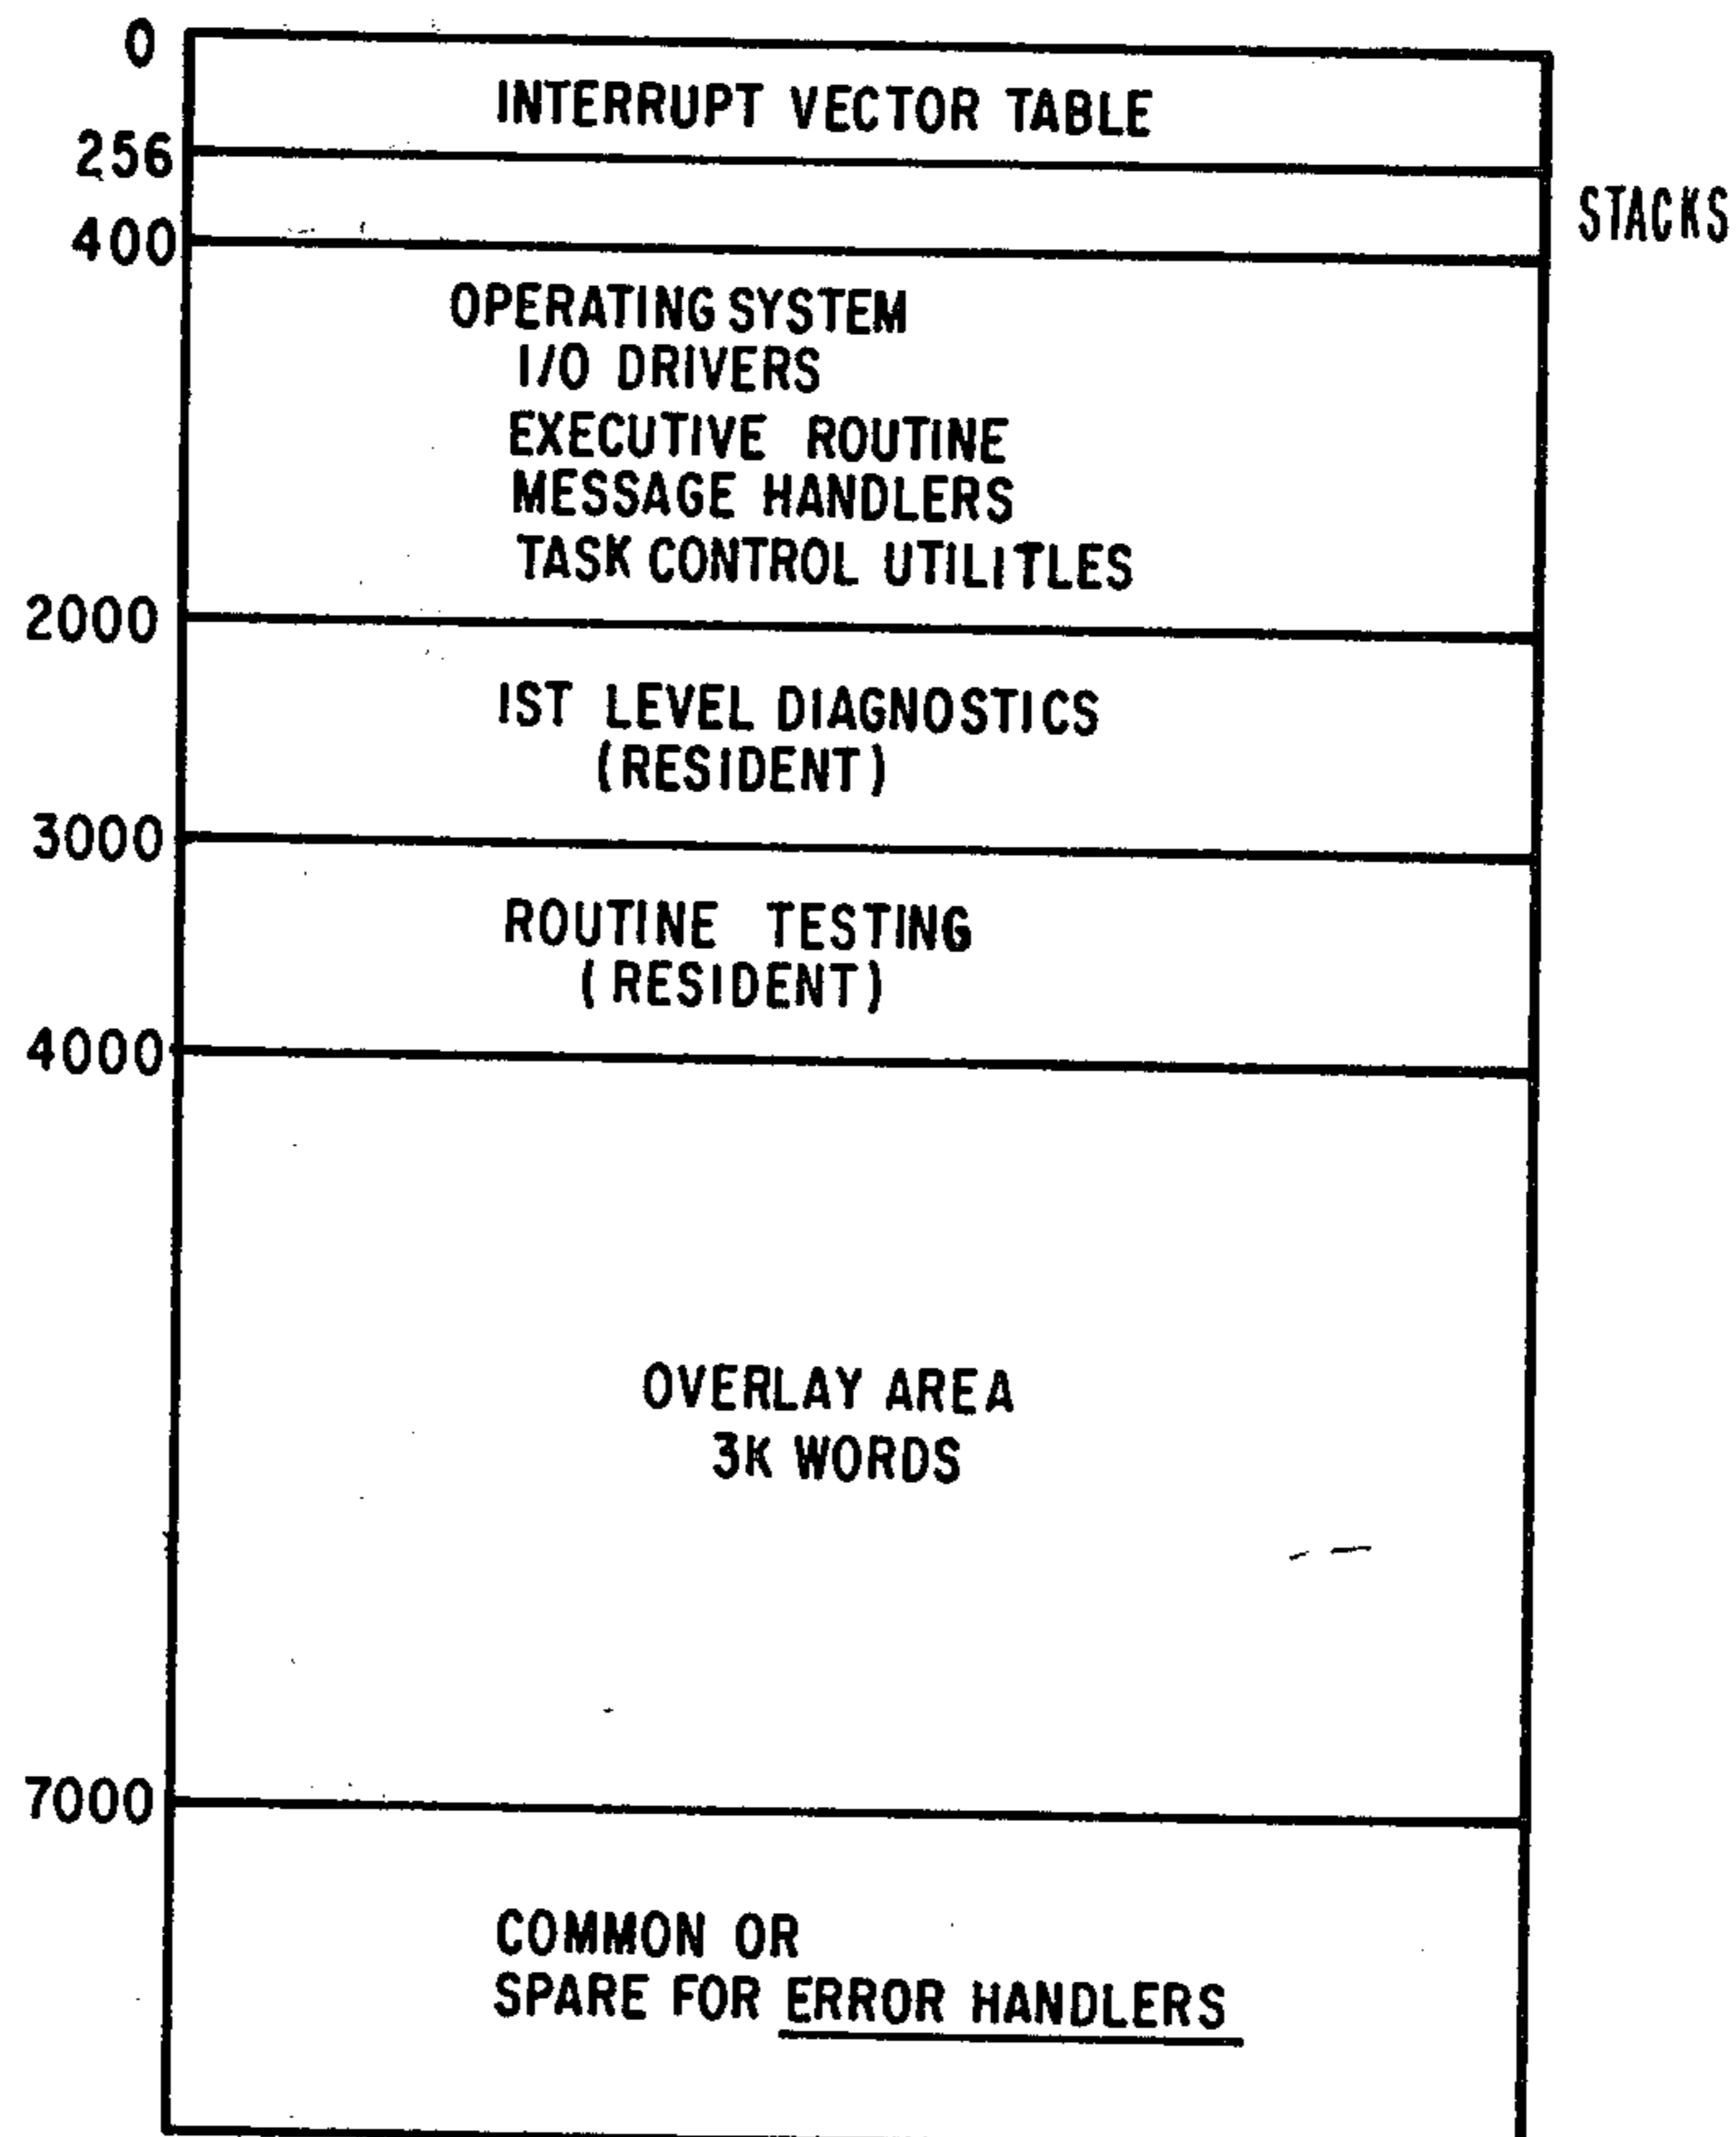 0
INTERRUPT VECTOR TABLE
256
STACKS
400
OPERATING SYSTEM
I/O DRIVERS
EXECUTIVE ROUTINE
MESSAGE HANDLERS
TASK CONTROL UTILITLES
2000
IST LEVEL DIAGNOSTICS
(RESIDENT)
3000
ROUTINE TESTING
(RESIDENT)
4000
OVERLAY AREA
3K WORDS
7000
COMMON OR
SPARE FOR ERROR HANDLERS